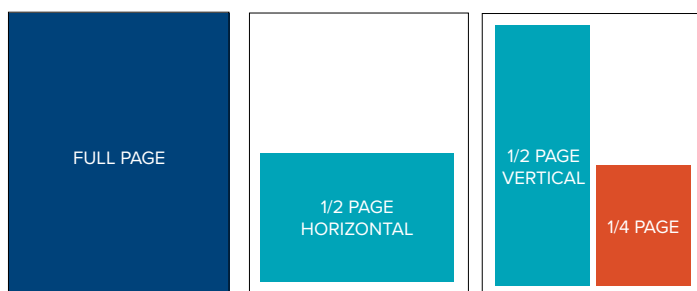 FULL PAGE
1/2 PAGE
HORIZONTAL
1/2 PAGE
VERTICAL
1/4 PAGE